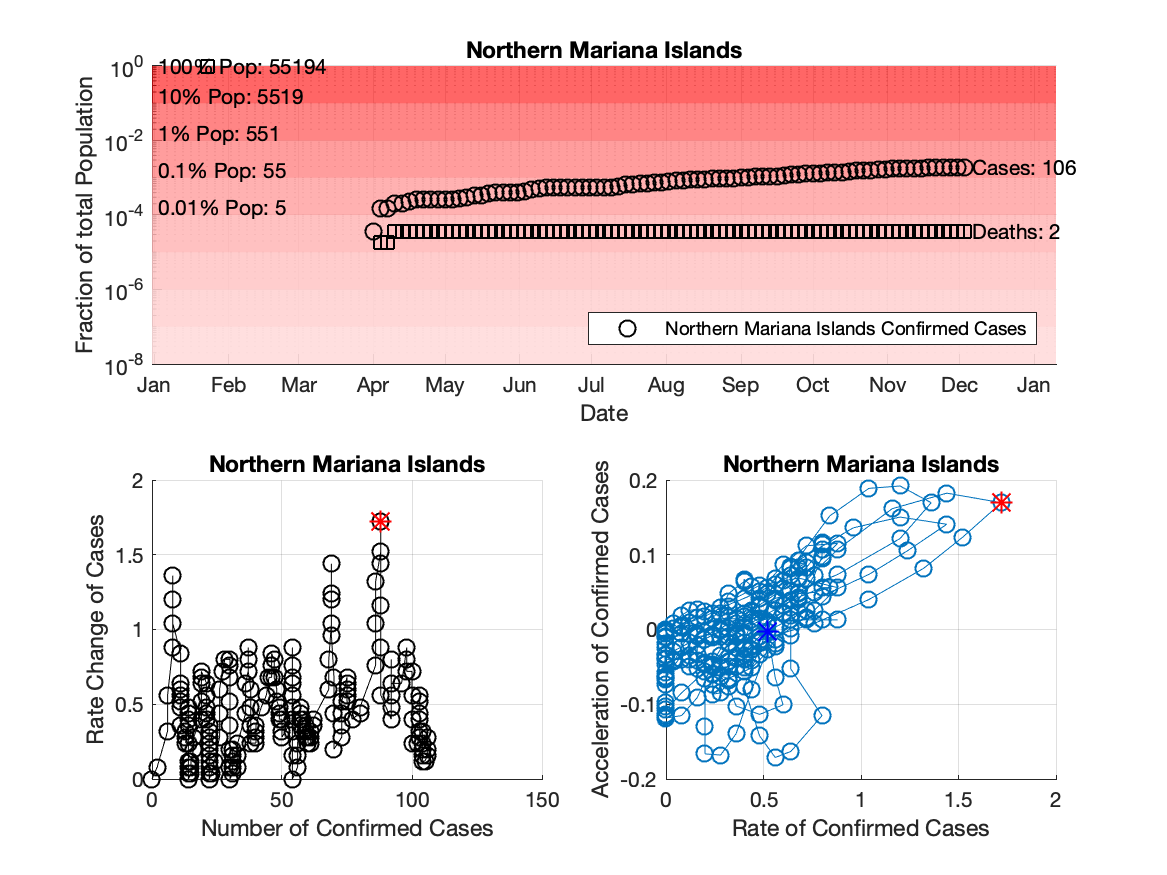 Northern Mariana Islands
Fraction of total Population
10^0
10^-2
10^-4
10^-6
10^-8
100% Pop: 55194
10% Pop: 5519
1% Pop: 551
0.1% Pop: 55
0.01% Pop: 5
Cases: 106
Deaths: 2
Northern Mariana Islands Confirmed Cases
Jan Feb Mar Apr May Jun Jul Aug Sep Oct Nov Dec Jan
Date
Northern Mariana Islands
Rate Change of Cases
2
1.5
1
0.5
0
0 50 100 150
Number of Confirmed Cases
Northern Mariana Islands
Acceleration of Confirmed Cases
0.2
0.1
0
-0.1
-0.2
0 0.5 1 1.5 2
Rate of Confirmed Cases